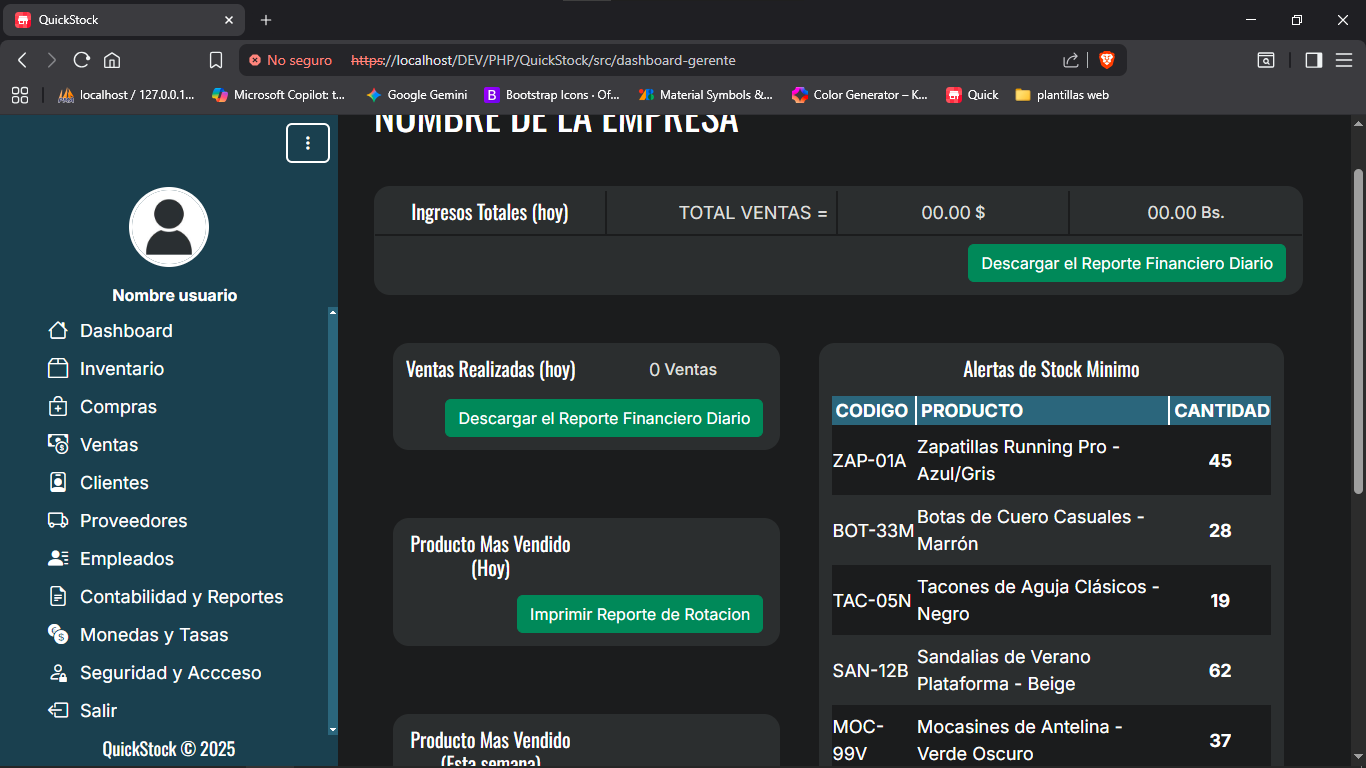 QuickStock
No seguro https://localhost/DEV/PHP/QuickStock/src/dashboard-gerente
localhost / 127.0.0.1... Microsoft Copilot: t... Google Gemini Bootstrap Icons · Of... Material Symbols &... Color Generator – K... Quick plantillas web
NOMBRE DE LA EMPRESA
Nombre usuario
Dashboard
Inventario
Compras
Ventas
Clientes
Proveedores
Empleados
Contabilidad y Reportes
Monedas y Tasas
Seguridad y Accceso
Salir
QuickStock © 2025
Ingresos Totales (hoy) TOTAL VENTAS = 00.00 $ 00.00 Bs.
Descargar el Reporte Financiero Diario
Ventas Realizadas (hoy) 0 Ventas
Descargar el Reporte Financiero Diario
Producto Mas Vendido
(Hoy)
Imprimir Reporte de Rotacion
Producto Mas Vendido
(Esta semana)
Alertas de Stock Minimo
CODIGO PRODUCTO CANTIDAD
ZAP-01A Zapatillas Running Pro - 45
Azul/Gris
BOT-33M Botas de Cuero Casuales - 28
Marrón
TAC-05N Tacones de Aguja Clásicos - 19
Negro
SAN-12B Sandalias de Verano 62
Plataforma - Beige
MOC- Mocasines de Antelina - 37
99V Verde Oscuro